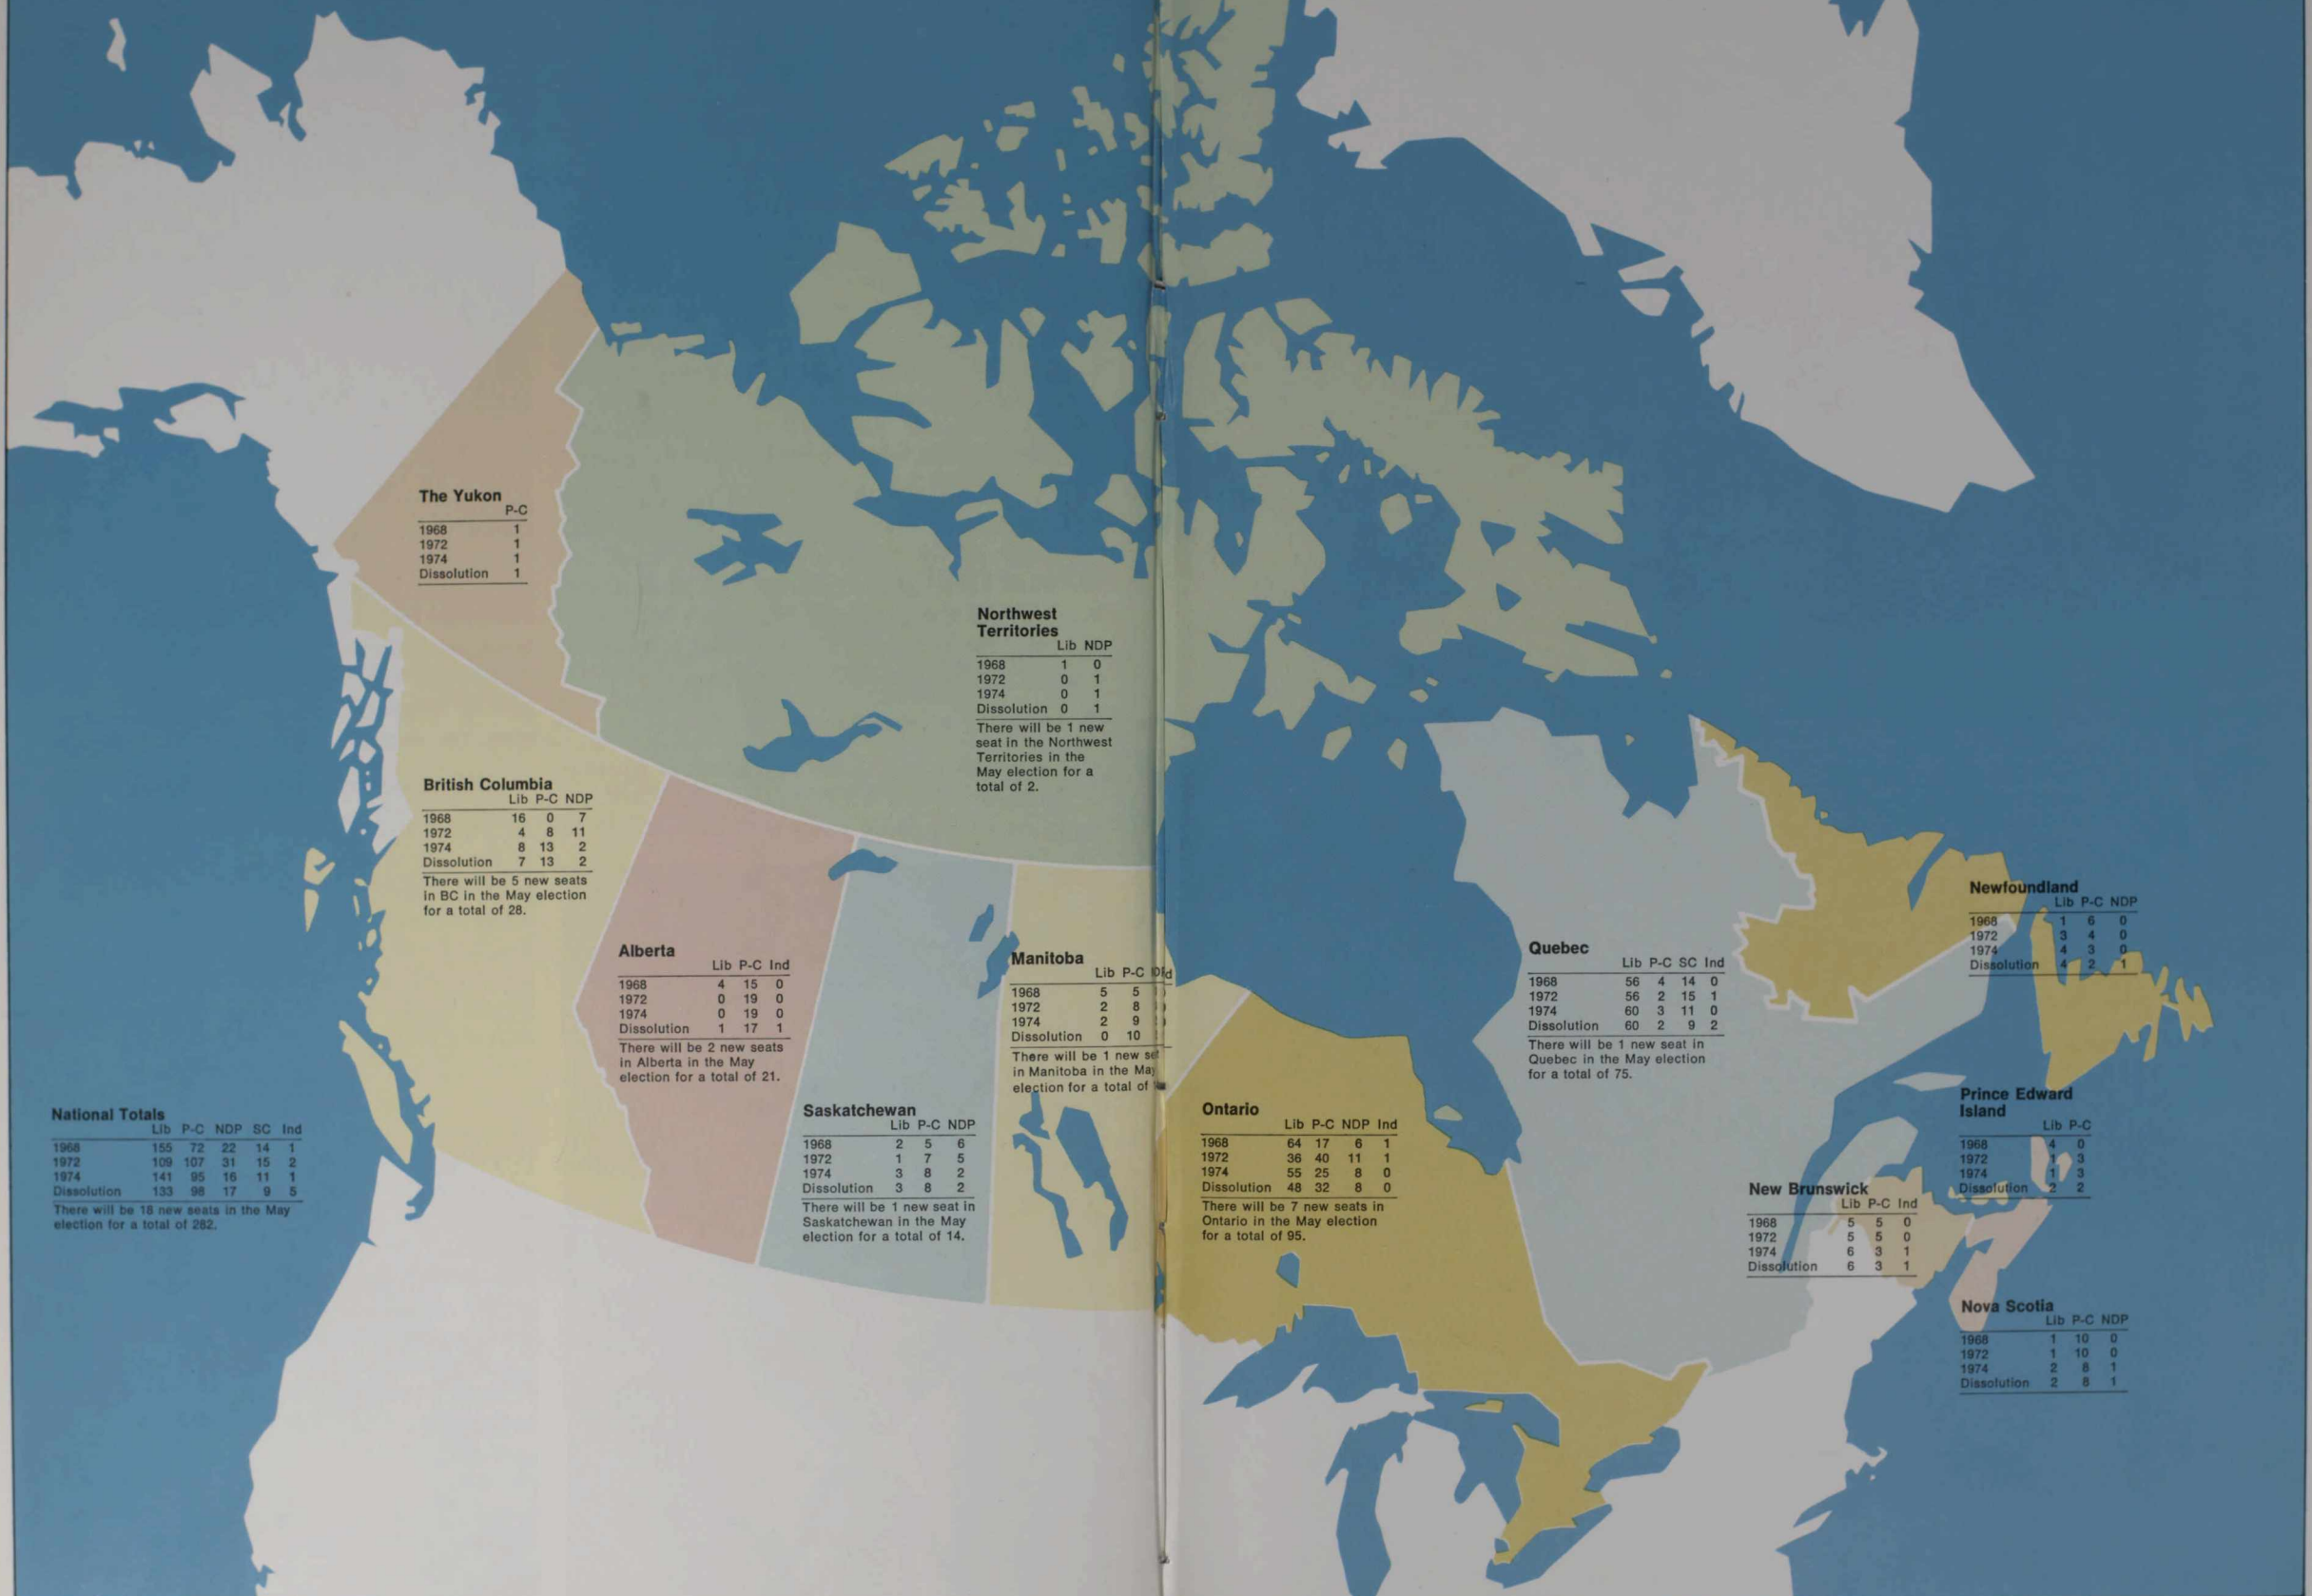 The Yukon
P-C
1968 1
1972 1
1974 1
Dissolution 1
Northwest
Territories
Lib NDP
1968 1 0
1972 0 1
1974 0 1
Dissolution 0 1
There will be 1 new
seat in the Northwest
Territories in the
May election for a
total of 2.
British Columbia
Lib P-C NDP
1968 16 0 7
1972 4 8 11
1974 8 13 2
Dissolution 7 13 2
There will be 5 new seats
in BC in the May election
for a total of 28.
Alberta
Lib P-C Ind
1968 4 15 0
1972 0 19 0
1974 0 19 0
Dissolution 1 17 1
There will be 2 new seats
in Alberta in the May
election for a total of 21.
Saskatchewan
Lib P-C NDP
1968 2 5 6
1972 1 7 5
1974 3 8 2
Dissolution 3 8 2
There will be 1 new seat in
Saskatchewan in the May
election for a total of 14.
Manitoba
Lib P-C
1968 5 5
1972 2 8
1974 2 9
Dissolution 0 10
There will be 1 new
in Manitoba in the May
election for a total of
Ontario
Lib P-C NDP Ind
1968 64 17 6 1
1972 36 40 11 1
1974 55 25 8 0
Dissolution 48 32 8 0
There will be 7 new seats in
Ontario in the May election
for a total of 95.
Quebec
Lib P-C SC Ind
1968 56 4 14 0
1972 56 2 15 1
1974 60 3 11 0
Dissolution 60 2 9 2
There will be 1 new seat in
Quebec in the May election
for a total of 75.
Newfoundland
Lib P-C NDP
1968 1 6 0
1972 3 4 0
1974 4 3 0
Dissolution 4 2 1
Prince Edward
Island
Lib P-C
1968 4 0
1972 1 3
1974 1 3
Dissolution 2 2
New Brunswick
Lib P-C Ind
1968 5 5 0
1972 5 5 0
1974 6 3 1
Dissolution 6 3 1
Nova Scotia
Lib P-C NDP
1968 1 10 0
1972 1 10 0
1974 2 8 1
Dissolution 2 8 1
National Totals
Lib P-C NDP SC Ind
1968 155 72 22 14 1
1972 109 107 31 15 2
1974 141 95 16 11 1
Dissolution 133 98 17 9 5
There will be 18 new seats in the May
election for a total of 282.